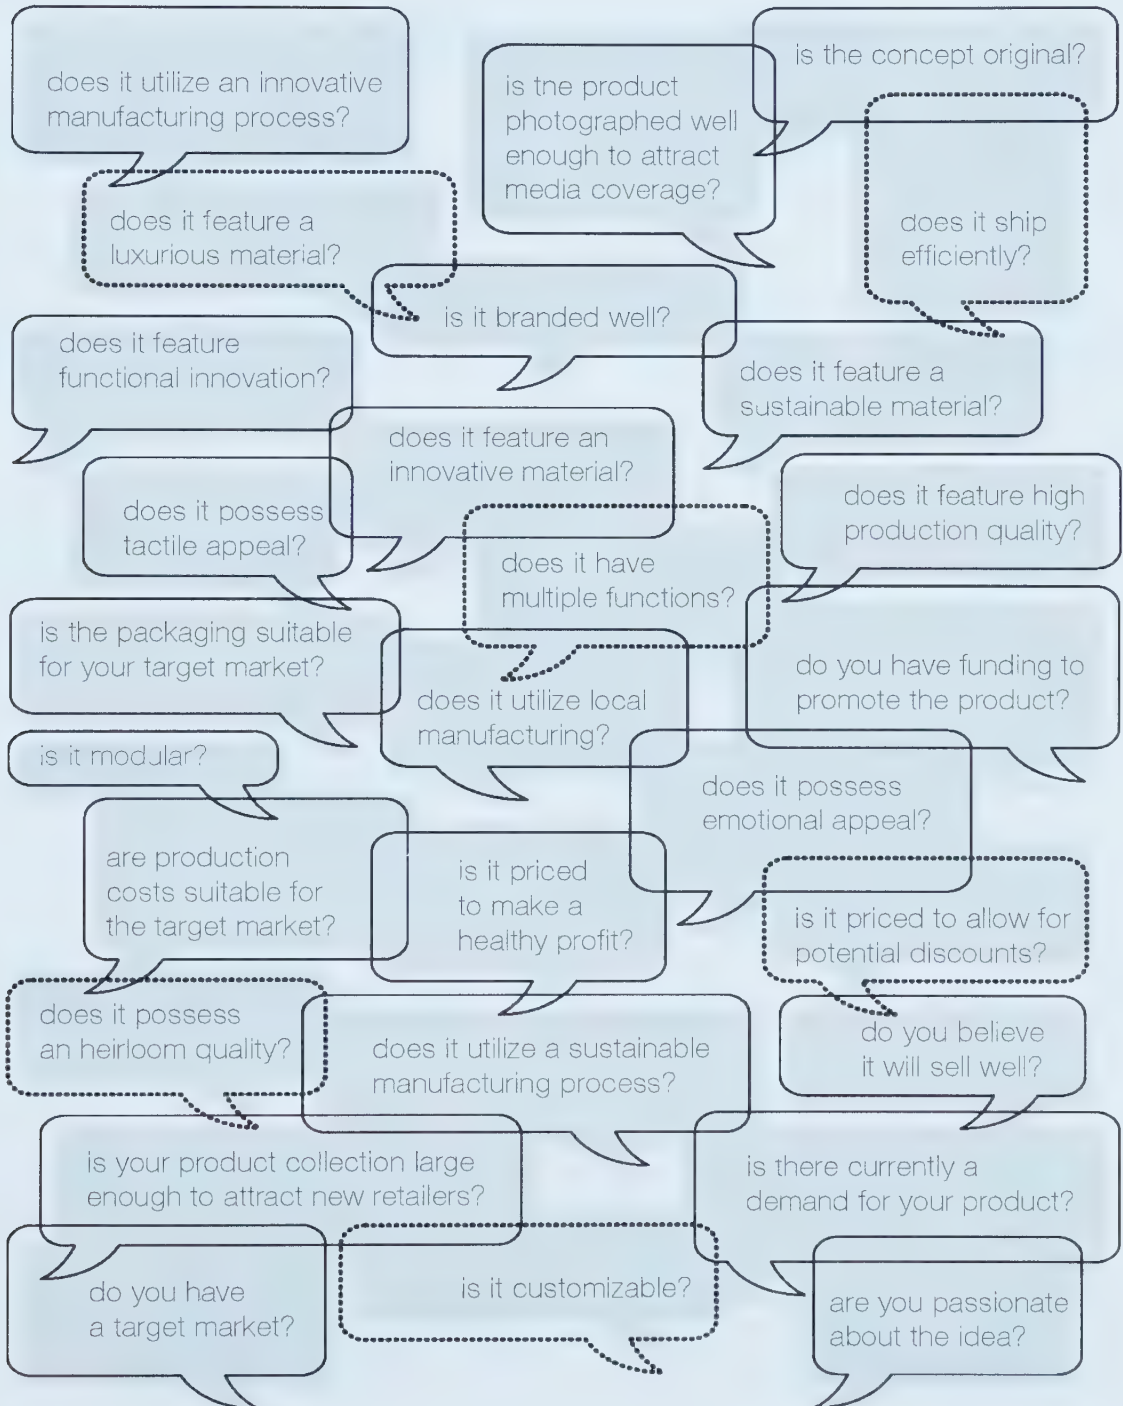 does it utilize an innovative
manufacturing process?
is tne product
photographed well
enough to attract
media coverage?
is the concept original?
does it feature a
luxurious material?
does it ship
efficiently?
is it branded well?
does it feature
functional innovation?
does it feature a
sustainable material?
does it feature an
innovative material?
does it possess
tactile appeal?
does it feature high
production quality?
does it have
multiple functions?
is the packaging suitable
for your target market?
does it utilize local
manufacturing?
do you have funding to
promote the product?
is it modular?
does it possess
emotional appeal?
are production
costs suitable for
the target market?
is it priced
to make a
healthy profit?
is it priced to allow for
potential discounts?
does it possess
an heirloom quality?
does it utilize a sustainable
manufacturing process?
do you believe
it will sell well?
is your product collection large
enough to attract new retailers?
is there currently a
demand for your product?
do you have
a target market?
is it customizable?
are you passionate
about the idea?